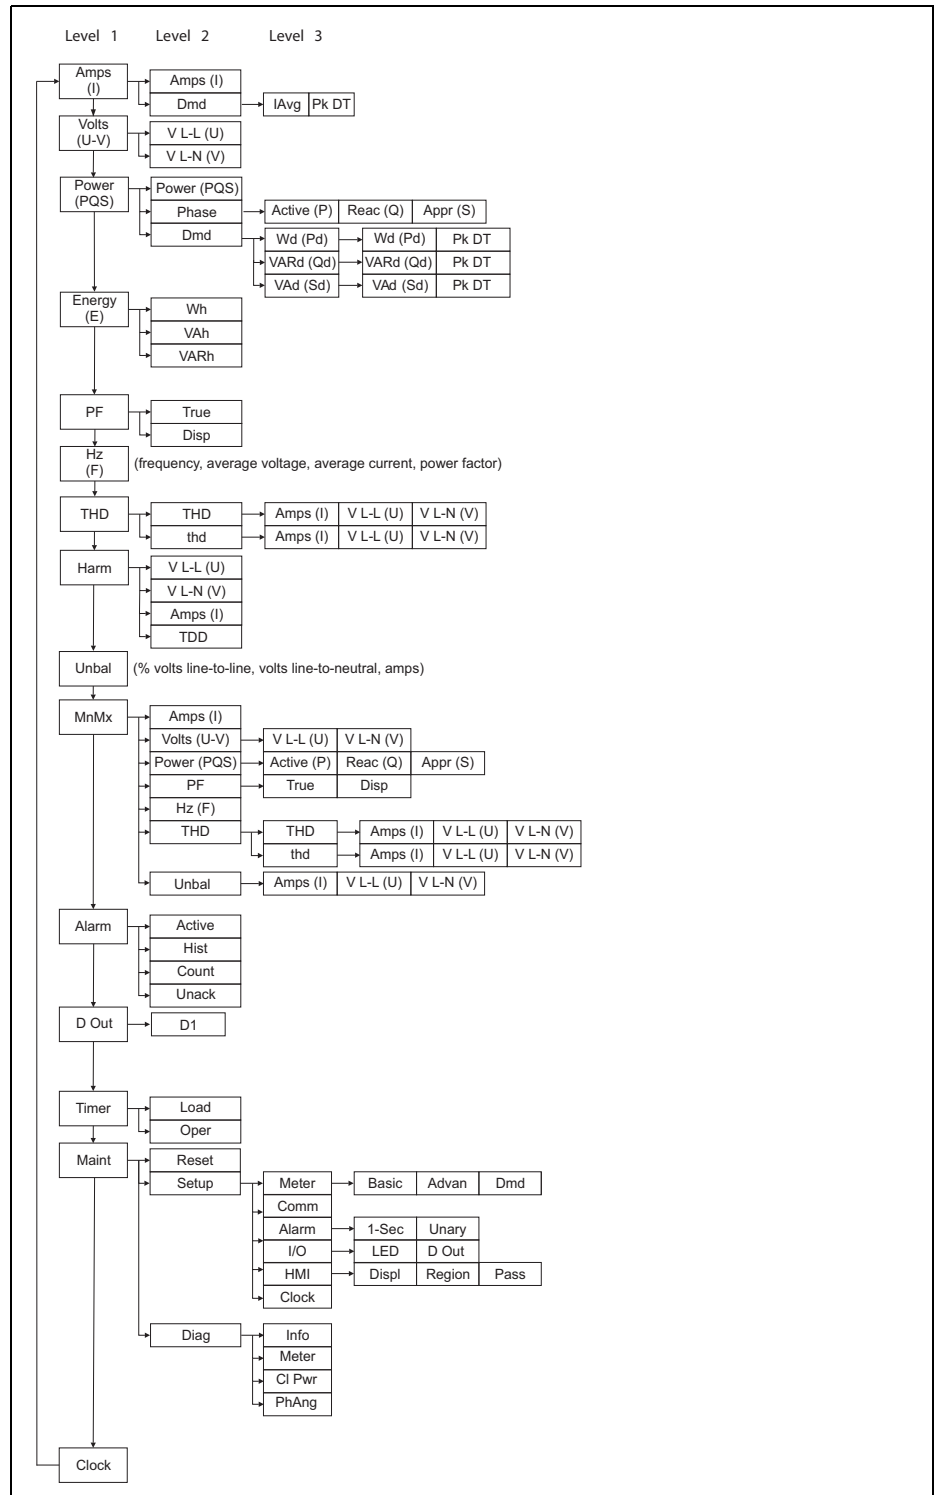 Level 1 Level 2 Level 3
Amps (I) Amps (I)
Dmd IAvg Pk DT
Volts (U-V) V L-L (U)
V L-N (V)
Power (PQS) Power (PQS)
Phase Active (P) Reac (Q) Appr (S)
Dmd Wd (Pd) Wd (Pd) Pk DT
VARd (Qd) VARd (Qd) Pk DT
VAd (Sd) VAd (Sd) Pk DT
Energy (E) Wh
VAh
VARh
PF True
Disp
Hz (F) (frequency, average voltage, average current, power factor)
THD THD Amps (I) V L-L (U) V L-N (V)
thd Amps (I) V L-L (U) V L-N (V)
Harm V L-L (U)
V L-N (V)
Amps (I)
TDD
Unbal (% volts line-to-line, volts line-to-neutral, amps)
MnMx Amps (I)
Volts (U-V) V L-L (U) V L-N (V)
Power (PQS) Active (P) Reac (Q) Appr (S)
PF True Disp
Hz (F)
THD THD Amps (I) V L-L (U) V L-N (V)
thd Amps (I) V L-L (U) V L-N (V)
Unbal Amps (I) V L-L (U) V L-N (V)
Alarm Active
Hist
Count
Unack
D Out D1
Timer Load
Oper
Maint Reset
Setup Meter Basic Advan Dmd
Comm
Alarm 1-Sec Unary
I/O LED D Out
HMI Displ Region Pass
Clock
Diag Info
Meter
Cl Pwr
PhAng
Clock